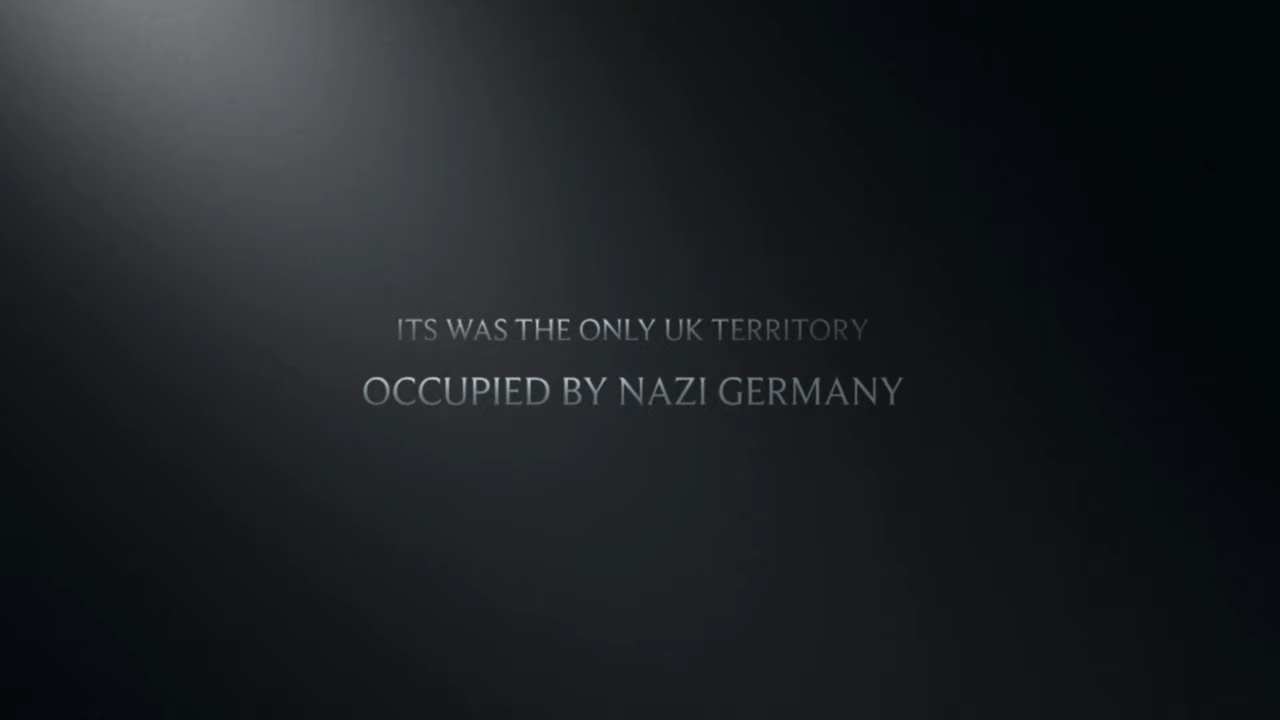 ITS WAS THE ONLY UK TERRITORY
OCCUPIED BY NAZI GERMANY